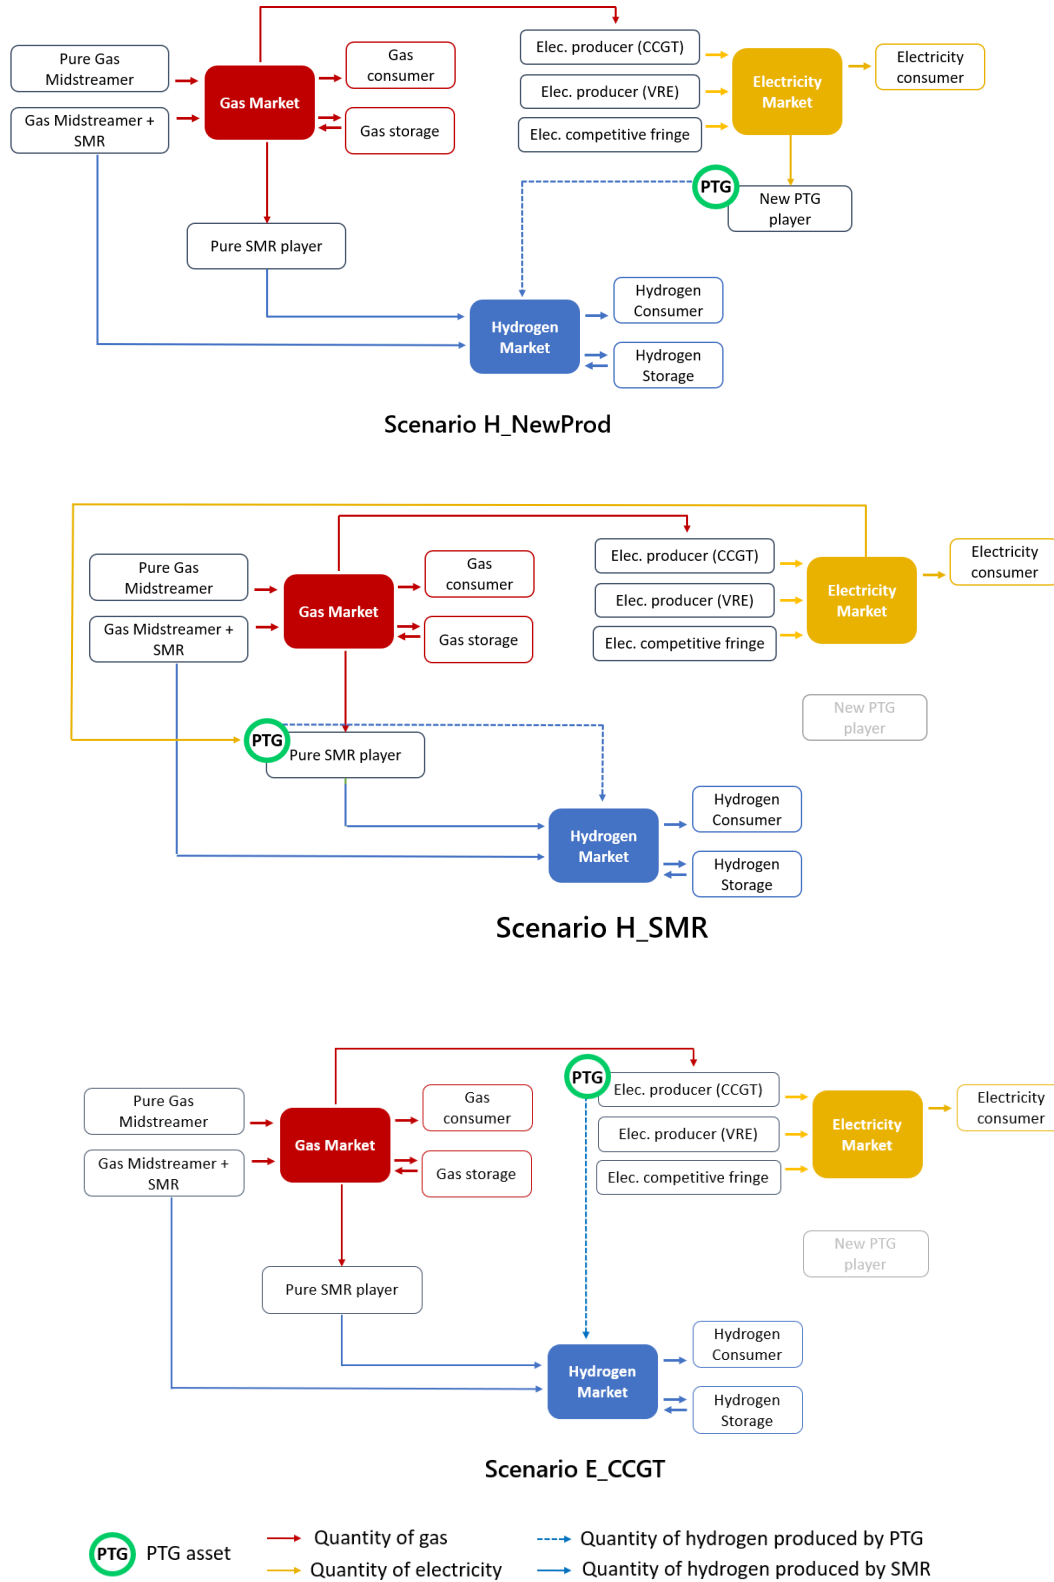 Pure Gas
Midstreamer
Gas Midstreamer +
SMR
Gas Market
Gas
consumer
Gas storage
Elec. producer (CCGT)
Elec. producer (VRE)
Elec. competitive fringe
Electricity
Market
Electricity
consumer
PTG
New PTG
player
Pure SMR player
Hydrogen
Market
Hydrogen
Consumer
Hydrogen
Storage
Scenario H_NewProd
Pure Gas
Midstreamer
Gas Midstreamer +
SMR
Gas Market
Gas
consumer
Gas storage
Elec. producer (CCGT)
Elec. producer (VRE)
Elec. competitive fringe
Electricity
Market
Electricity
consumer
New PTG
player
PTG
Pure SMR player
Hydrogen
Market
Hydrogen
Consumer
Hydrogen
Storage
Scenario H_SMR
Pure Gas
Midstreamer
Gas Midstreamer +
SMR
Gas Market
Gas
consumer
Gas storage
PTG
Elec. producer (CCGT)
Elec. producer (VRE)
Elec. competitive fringe
Electricity
Market
Electricity
consumer
New PTG
player
Pure SMR player
Hydrogen
Market
Hydrogen
Consumer
Hydrogen
Storage
Scenario E_CCGT
PTG PTG asset
Quantity of gas
Quantity of electricity
Quantity of hydrogen produced by PTG
Quantity of hydrogen produced by SMR